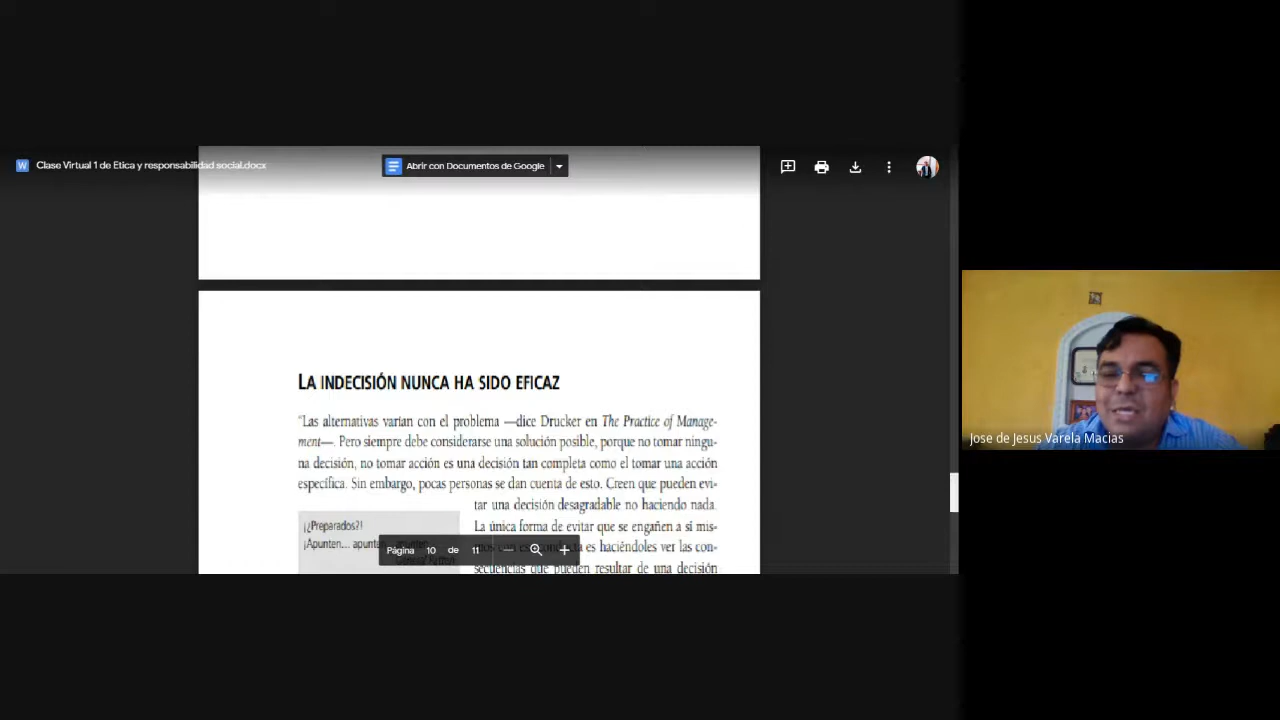 Clase Virtual 1 de Etica y responsabilidad social.docx
Abrir con Documentos de Google
LA INDECISIÓN NUNCA HA SIDO EFICAZ
"Las alternativas varían con el problema —dice Drucker en The Practice of Manage-
ment—. Pero siempre debe considerarse una solución posible, porque no tomar ningu-
na decisión, no tomar acción es una decisión tan completa como el tomar una acción
específica. Sin embargo, pocas personas se dan cuenta de esto. Creen que pueden evi-
tar una decisión desagradable no haciendo nada.
La única forma de evitar que se engañen a sí mis-
es haciéndoles ver las con-
secuencias que pueden resultar de una decisión
¡¿Preparados?!
¡Apunten... apunten... apunten...
Página 10 de 11
Jose de Jesus Varela Macias